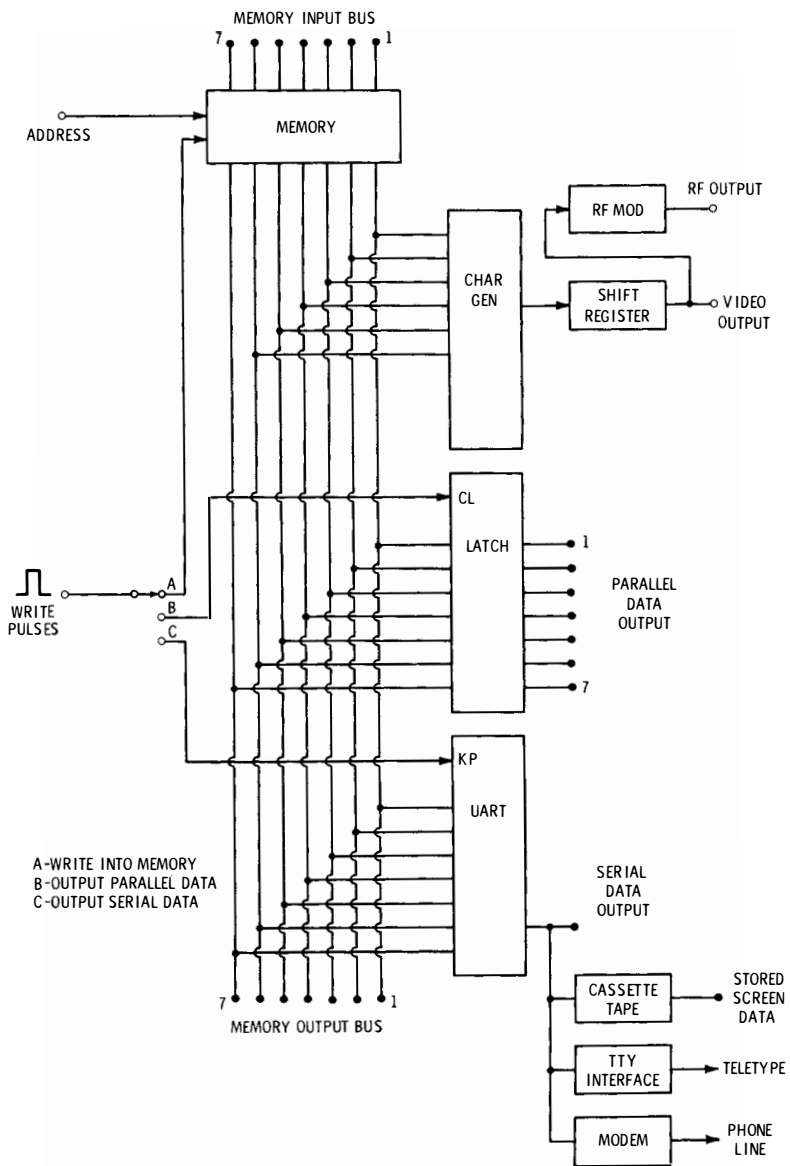 MEMORY INPUT BUS
7
1
MEMORY
ADDRESS
RF MOD
RF OUTPUT
CHAR
GEN
SHIFT
REGISTER
VIDEO
OUTPUT
CL
LATCH
1
PARALLEL
DATA
OUTPUT
7
WRITE
PULSES
A
B
C
KP
UART
A-WRITE INTO MEMORY
B-OUTPUT PARALLEL DATA
C-OUTPUT SERIAL DATA
SERIAL
DATA
OUTPUT
7
1
MEMORY OUTPUT BUS
CASSETTE
TAPE
STORED
SCREEN
DATA
TTY
INTERFACE
TELETYPE
MODEM
PHONE
LINE